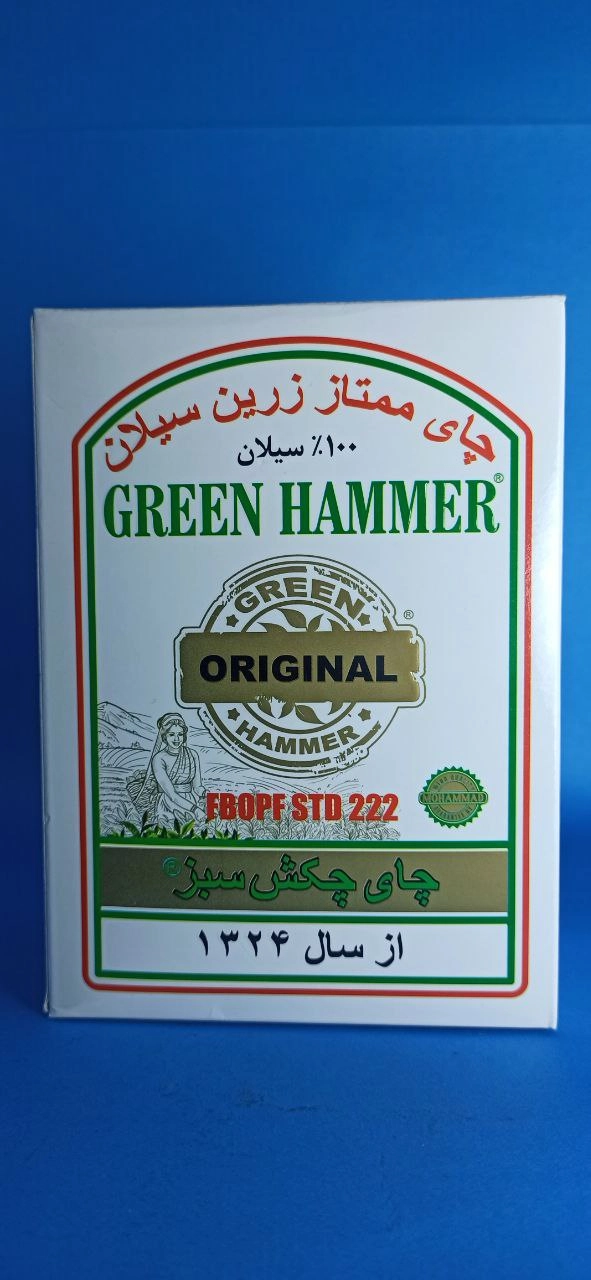 چای ممتاز زرین سیلان
۱۰۰٪ سیلان
GREEN HAMMER®
GREEN
ORIGINAL
®
HAMMER
FBOPF STD 222
MOHAMMAD
چای چکش سبز®
از سال ۱۳۲۴